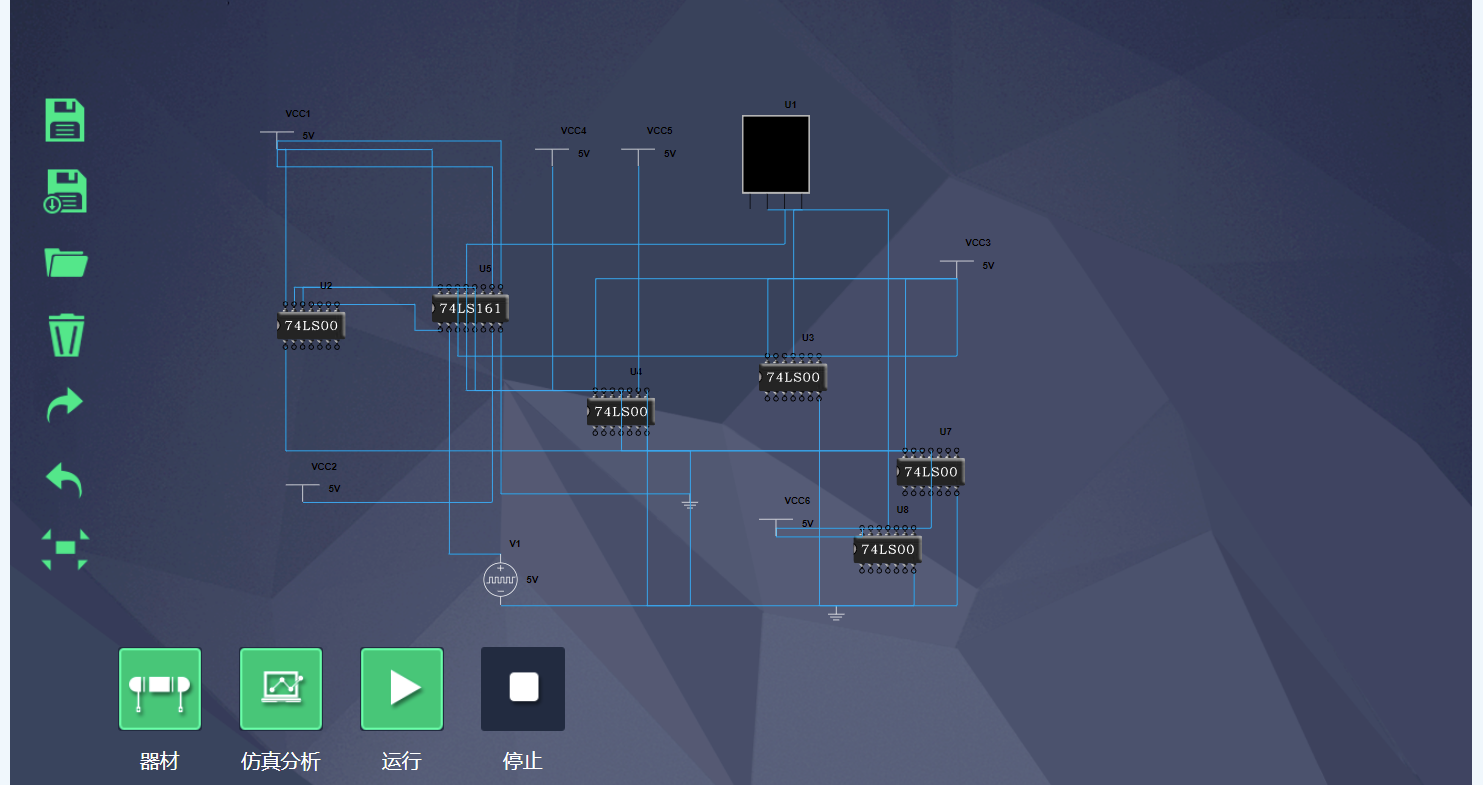 U1
VCC1
5V
VCC4
5V
VCC5
5V
VCC3
5V
U5
74LS161
U2
74LS00
U3
74LS00
U4
74LS00
U7
74LS00
VCC2
5V
VCC6
5V
U8
74LS00
V1
5V
器材
仿真分析
运行
停止